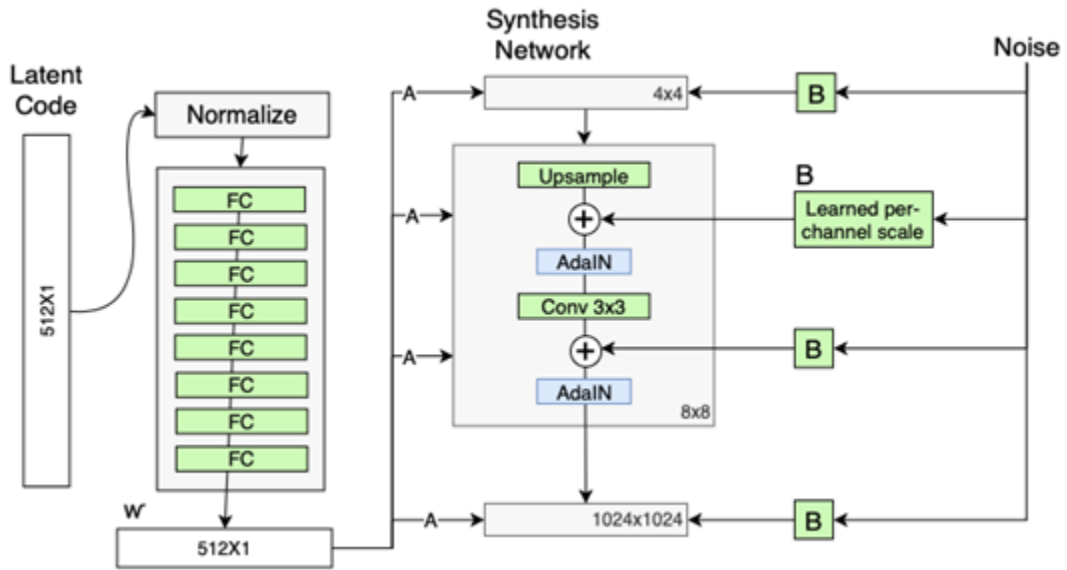 Latent
Code
512X1
Normalize
FC
FC
FC
FC
FC
FC
FC
FC
W
512X1
Synthesis
Network
A
4x4
B
Noise
Upsample
A
B
Learned per-
channel scale
AdaIN
Conv 3x3
A
B
AdaIN
8x8
A
1024x1024
B